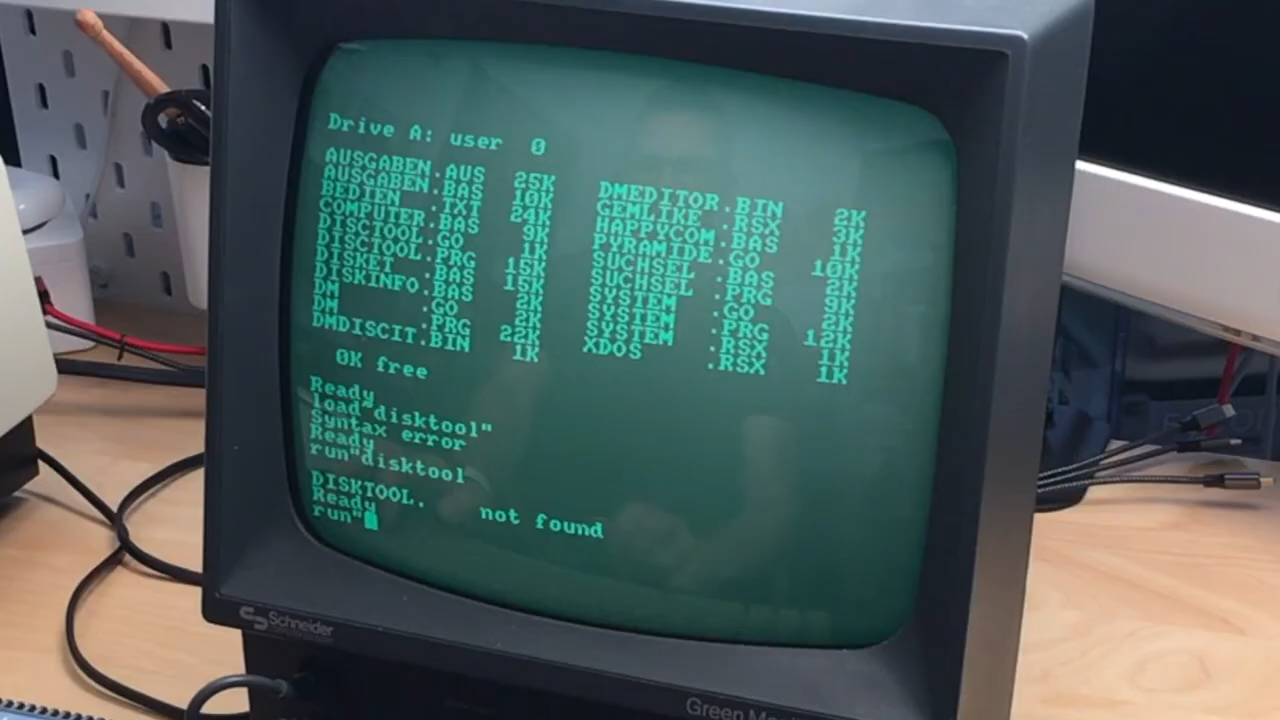 Drive A: user 0
AUSGABEN.AUS 25K DMEDITOR.BIN 2K
AUSGABEN.BAS 10K GEMLIKE .RSX 3K
BEDIEN .TXT 24K HAPPYCOM.BAS 1K
COMPUTER.BAS 9K PYRAMIDE.GO 10K
DISCTOOL.GO 1K SUCHSEL .BAS 2K
DISCTOOL.PRG 15K SUCHSEL .PRG 9K
DISKET .BAS 15K SYSTEM .GO 2K
DISKINFO.BAS 2K SYSTEM .PRG 12K
DM .GO 2K SYSTEM .RSX 1K
DM .PRG 22K XDOS .RSX 1K
DMDISCIT.BIN 1K
0K free
Ready
load"disktool"
Syntax error
Ready
run"disktool
DISKTOOL. not found
Ready
run"
Schneider